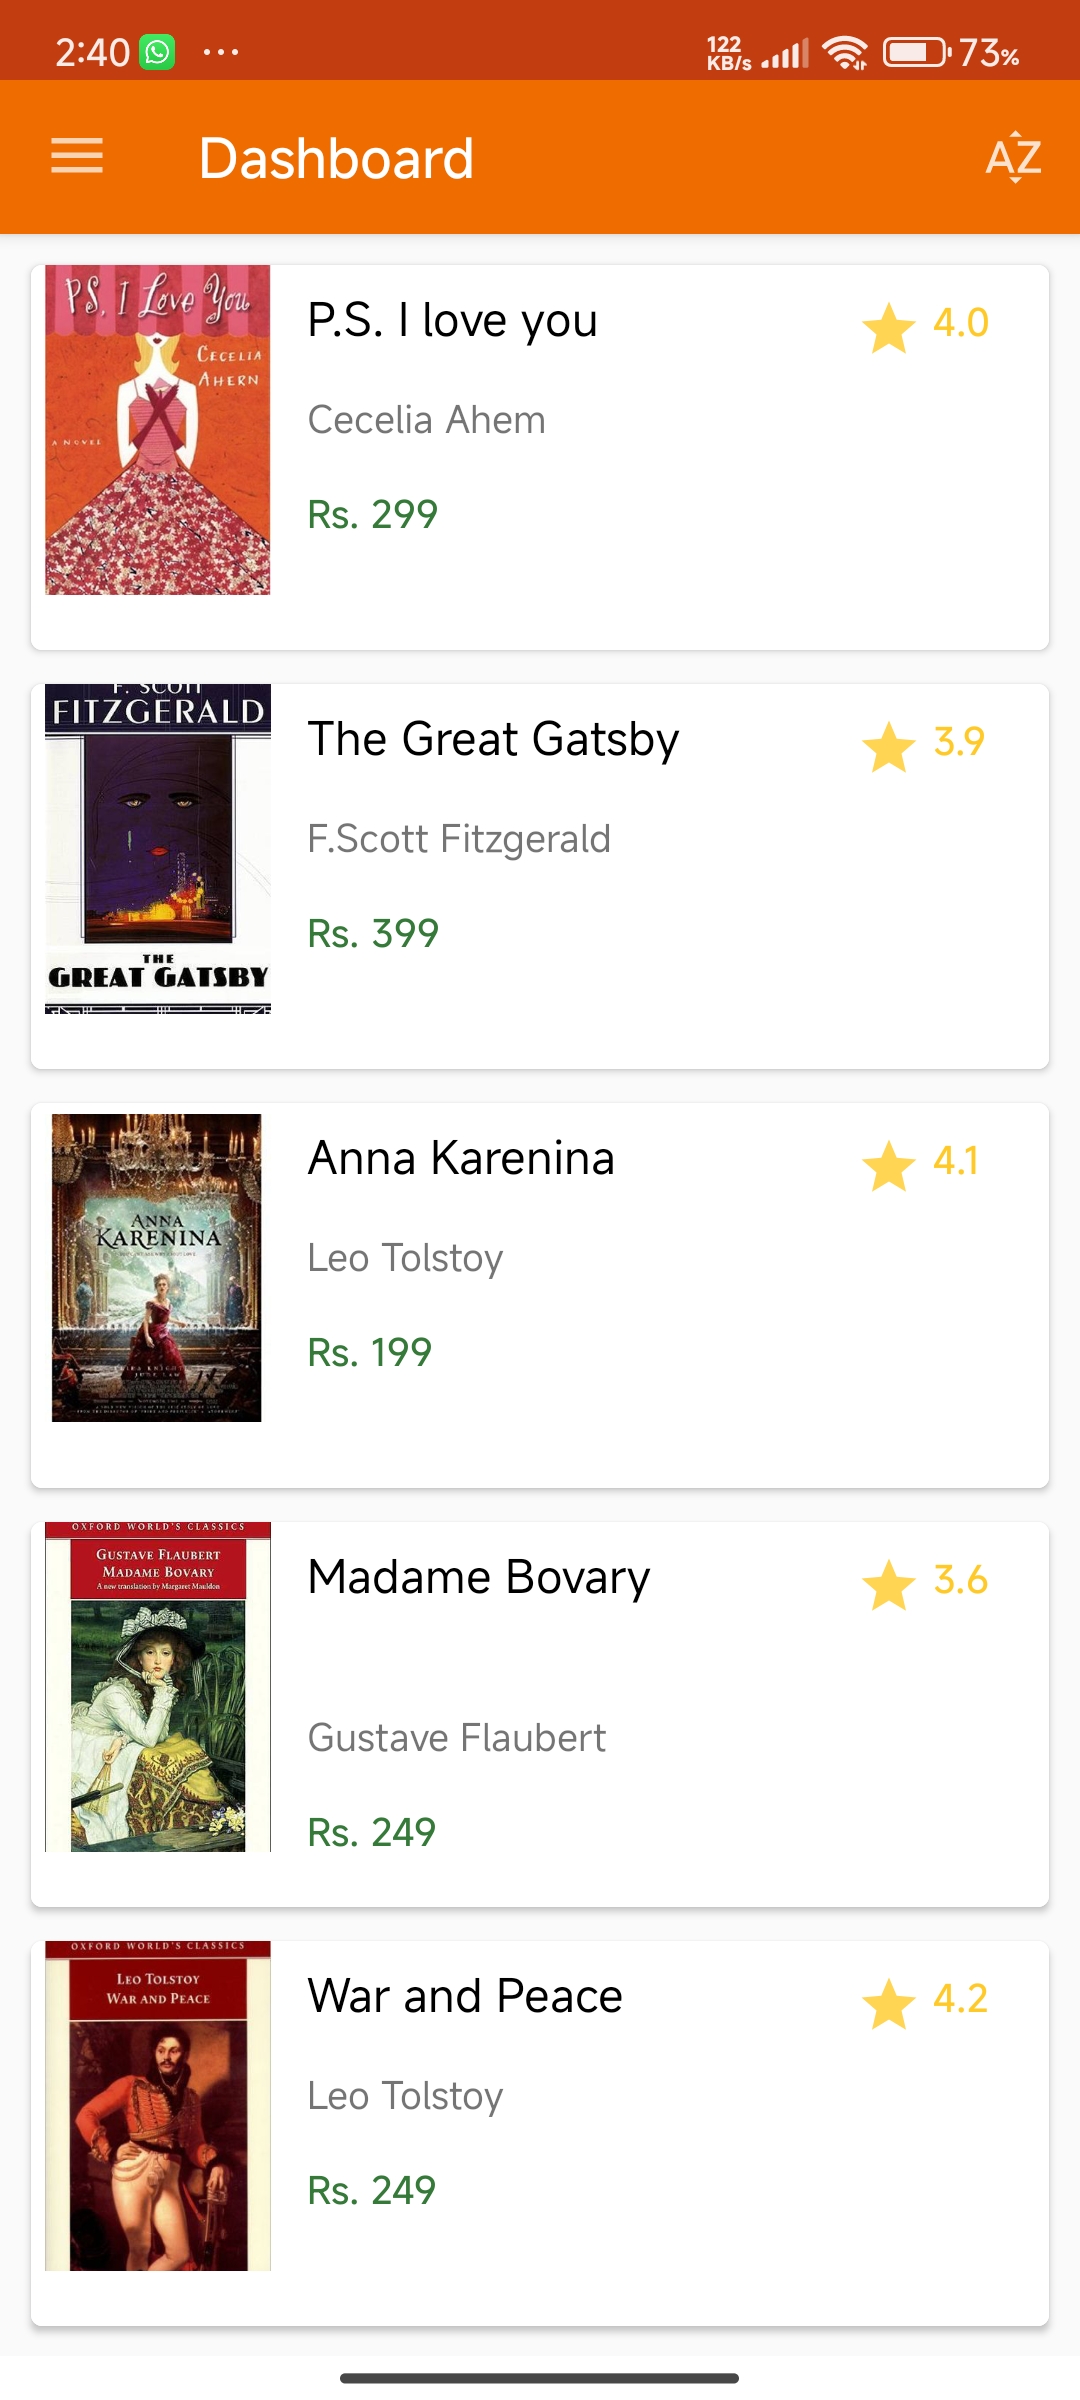 2:40 ... 122 KB/s 73%
Dashboard AZ
P.S. I Love You
CECELIA
AHERN
A NOVEL
P.S. I love you 4.0
Cecelia Ahem
Rs. 299
F. SCOTT
FITZGERALD
THE
GREAT GATSBY
The Great Gatsby 3.9
F.Scott Fitzgerald
Rs. 399
ANNA
KARENINA
Anna Karenina 4.1
Leo Tolstoy
Rs. 199
OXFORD WORLD'S CLASSICS
GUSTAVE FLAUBERT
MADAME BOVARY
A new translation by Margaret Mauldon
Madame Bovary 3.6
Gustave Flaubert
Rs. 249
OXFORD WORLD'S CLASSICS
LEO TOLSTOY
WAR AND PEACE
War and Peace 4.2
Leo Tolstoy
Rs. 249